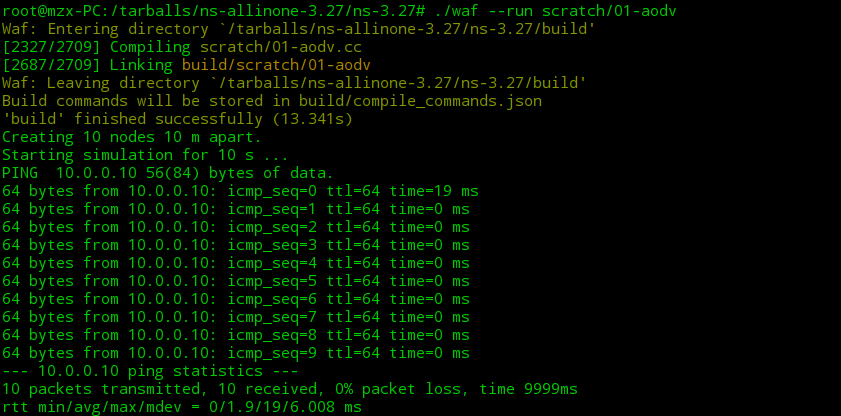 root@mzx-PC:/tarballs/ns-allinone-3.27/ns-3.27# ./waf --run scratch/01-aodv
Waf: Entering directory `/tarballs/ns-allinone-3.27/ns-3.27/build'
[2327/2709] Compiling scratch/01-aodv.cc
[2687/2709] Linking build/scratch/01-aodv
Waf: Leaving directory `/tarballs/ns-allinone-3.27/ns-3.27/build'
Build commands will be stored in build/compile_commands.json
'build' finished successfully (13.341s)
Creating 10 nodes 10 m apart.
Starting simulation for 10 s ...
PING  10.0.0.10 56(84) bytes of data.
64 bytes from 10.0.0.10: icmp_seq=0 ttl=64 time=19 ms
64 bytes from 10.0.0.10: icmp_seq=1 ttl=64 time=0 ms
64 bytes from 10.0.0.10: icmp_seq=2 ttl=64 time=0 ms
64 bytes from 10.0.0.10: icmp_seq=3 ttl=64 time=0 ms
64 bytes from 10.0.0.10: icmp_seq=4 ttl=64 time=0 ms
64 bytes from 10.0.0.10: icmp_seq=5 ttl=64 time=0 ms
64 bytes from 10.0.0.10: icmp_seq=6 ttl=64 time=0 ms
64 bytes from 10.0.0.10: icmp_seq=7 ttl=64 time=0 ms
64 bytes from 10.0.0.10: icmp_seq=8 ttl=64 time=0 ms
64 bytes from 10.0.0.10: icmp_seq=9 ttl=64 time=0 ms
--- 10.0.0.10 ping statistics ---
10 packets transmitted, 10 received, 0% packet loss, time 9999ms
rtt min/avg/max/mdev = 0/1.9/19/6.008 ms